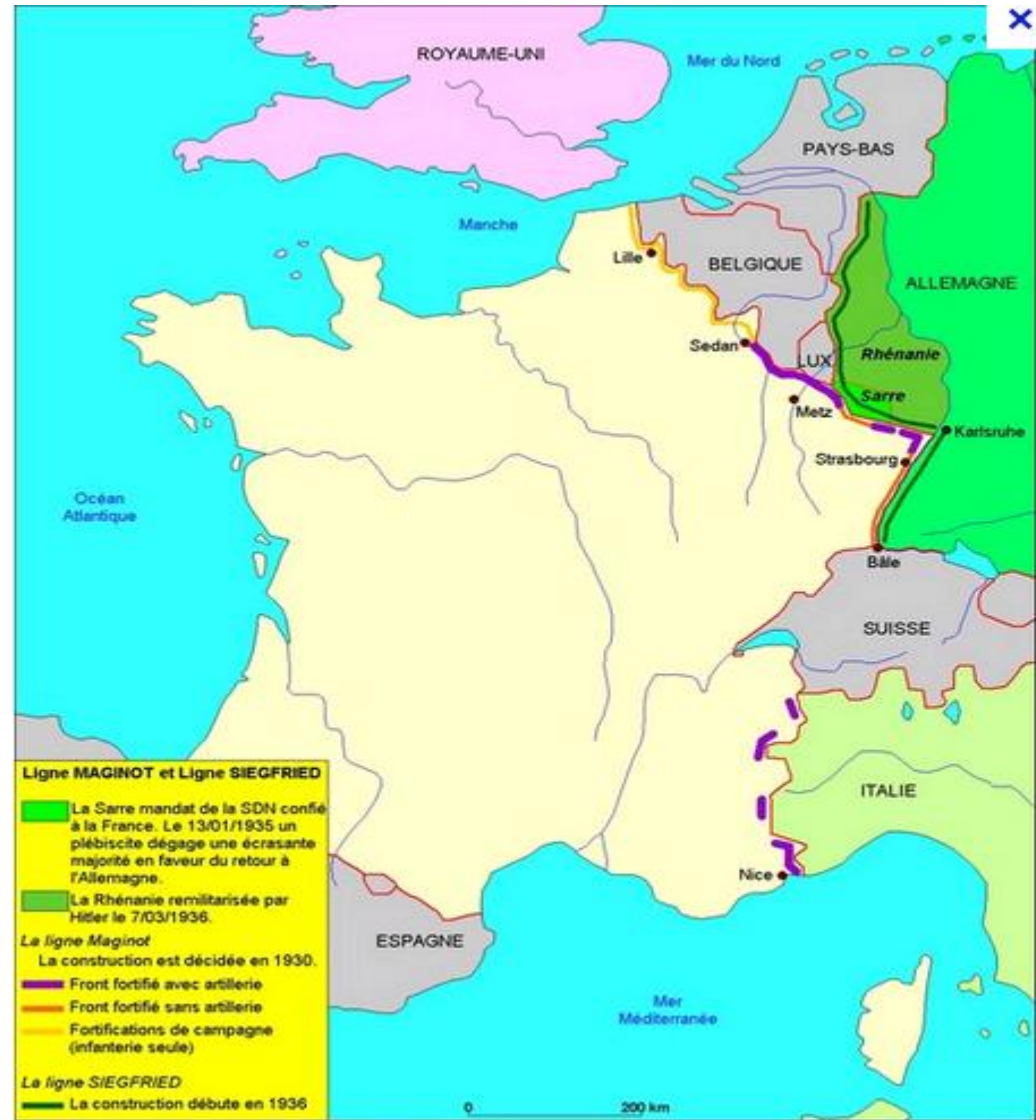 ×
ROYAUME-UNI
Mer du Nord
PAYS-BAS
Manche
Lille
BELGIQUE
ALLEMAGNE
Sedan
LUX
Rhénanie
Sarre
Metz
Karlsruhe
Strasbourg
Océan
Atlantique
Bâle
SUISSE
ITALIE
Nice
ESPAGNE
Mer
Méditerranée
Ligne MAGINOT et Ligne SIEGFRIED
La Sarre mandat de la SDN confié
à la France. Le 13/01/1935 un
plébiscite dégage une écrasante
majorité en faveur du retour à
l'Allemagne.
La Rhénanie remilitarisée par
Hitler le 7/03/1936.
La ligne Maginot
La construction est décidée en 1930.
Front fortifié avec artillerie
Front fortifié sans artillerie
Fortifications de campagne
(infanterie seule)
La ligne SIEGFRIED
La construction débute en 1936
0 200 km